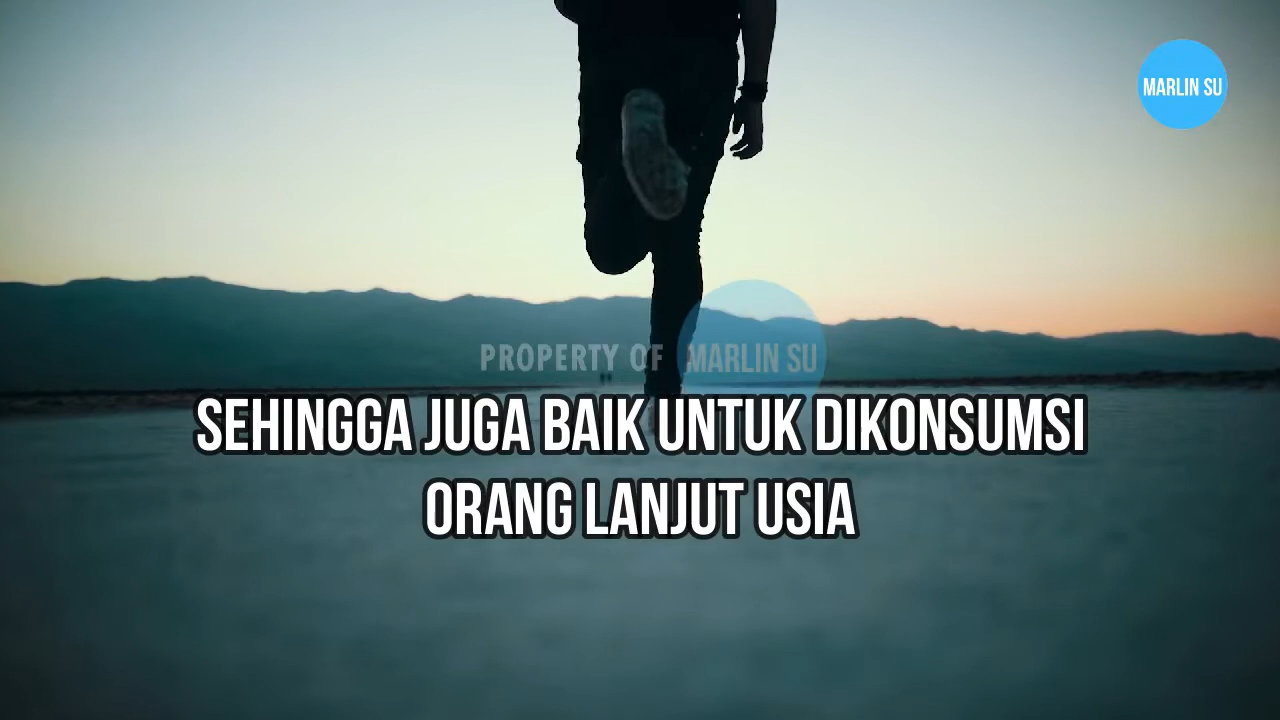 MARLIN SU
PROPERTY OF MARLIN SU
SEHINGGA JUGA BAIK UNTUK DIKONSUMSI
ORANG LANJUT USIA